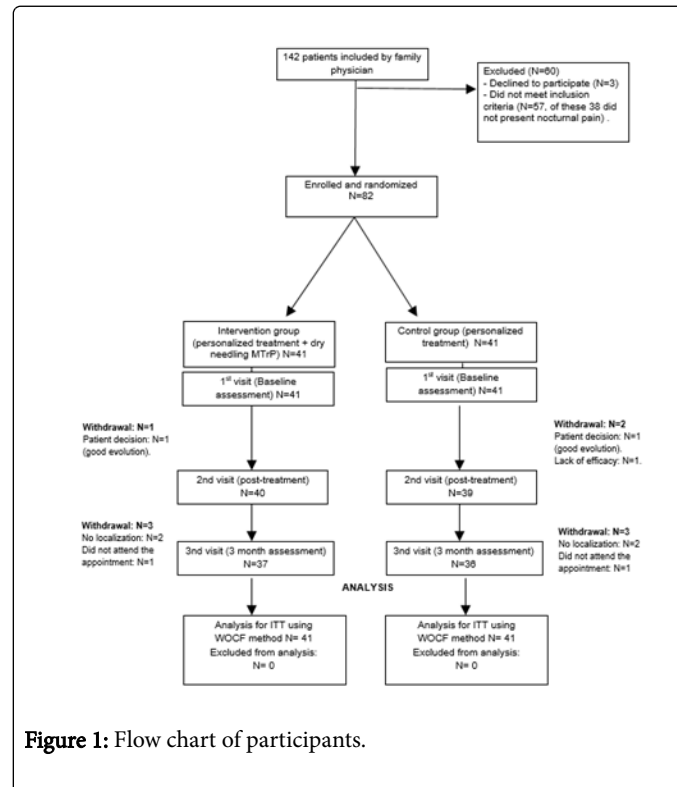 142 patients included by family
physician
Excluded (N=60)
- Declined to participate (N=3)
- Did not meet inclusion
criteria (N=57, of these 38 did
not present nocturnal pain) .
Enrolled and randomized
N=82
Intervention group
(personalized treatment + dry
needling MTrP) N=41
Control group (personalized
treatment) N=41
1st visit (Baseline
assessment) N=41
1st visit (Baseline
assessment) N=41
Withdrawal: N=1
Patient decision: N=1
(good evolution).
Withdrawal: N=2
Patient decision: N=1
(good evolution).
Lack of efficacy: N=1.
2nd visit (post-treatment)
N=40
2nd visit (post-treatment)
N=39
Withdrawal: N=3
No localization: N=2
Did not attend the
appointment: N=1
Withdrawal: N=3
No localization: N=2
Did not attend the
appointment: N=1
3nd visit (3 month assessment)
N=37
3nd visit (3 month assessment)
N=36
ANALYSIS
Analysis for ITT using
WOCF method N= 41
Excluded from analysis:
N= 0
Analysis for ITT using
WOCF method N= 41
Excluded from analysis:
N= 0
Figure 1: Flow chart of participants.